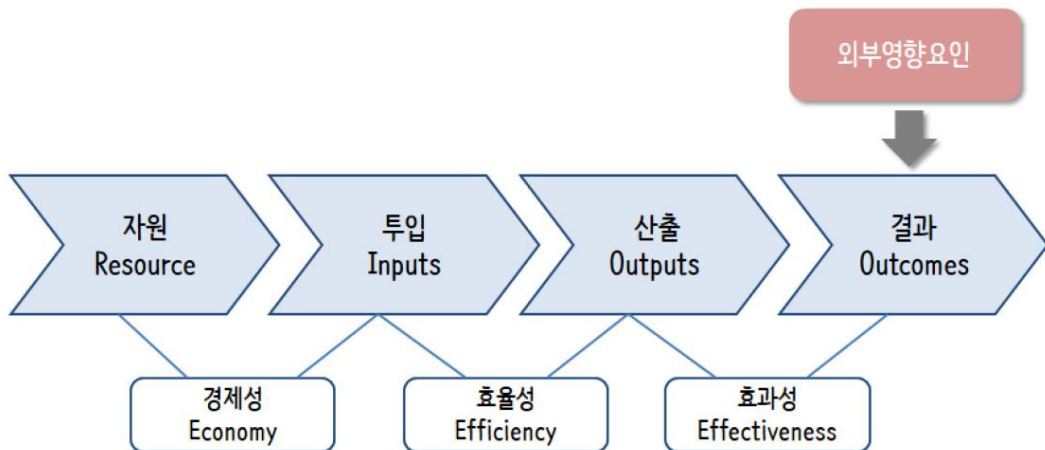 외부영향요인
자원
Resource
투입
Inputs
산출
Outputs
결과
Outcomes
경제성
Economy
효율성
Efficiency
효과성
Effectiveness